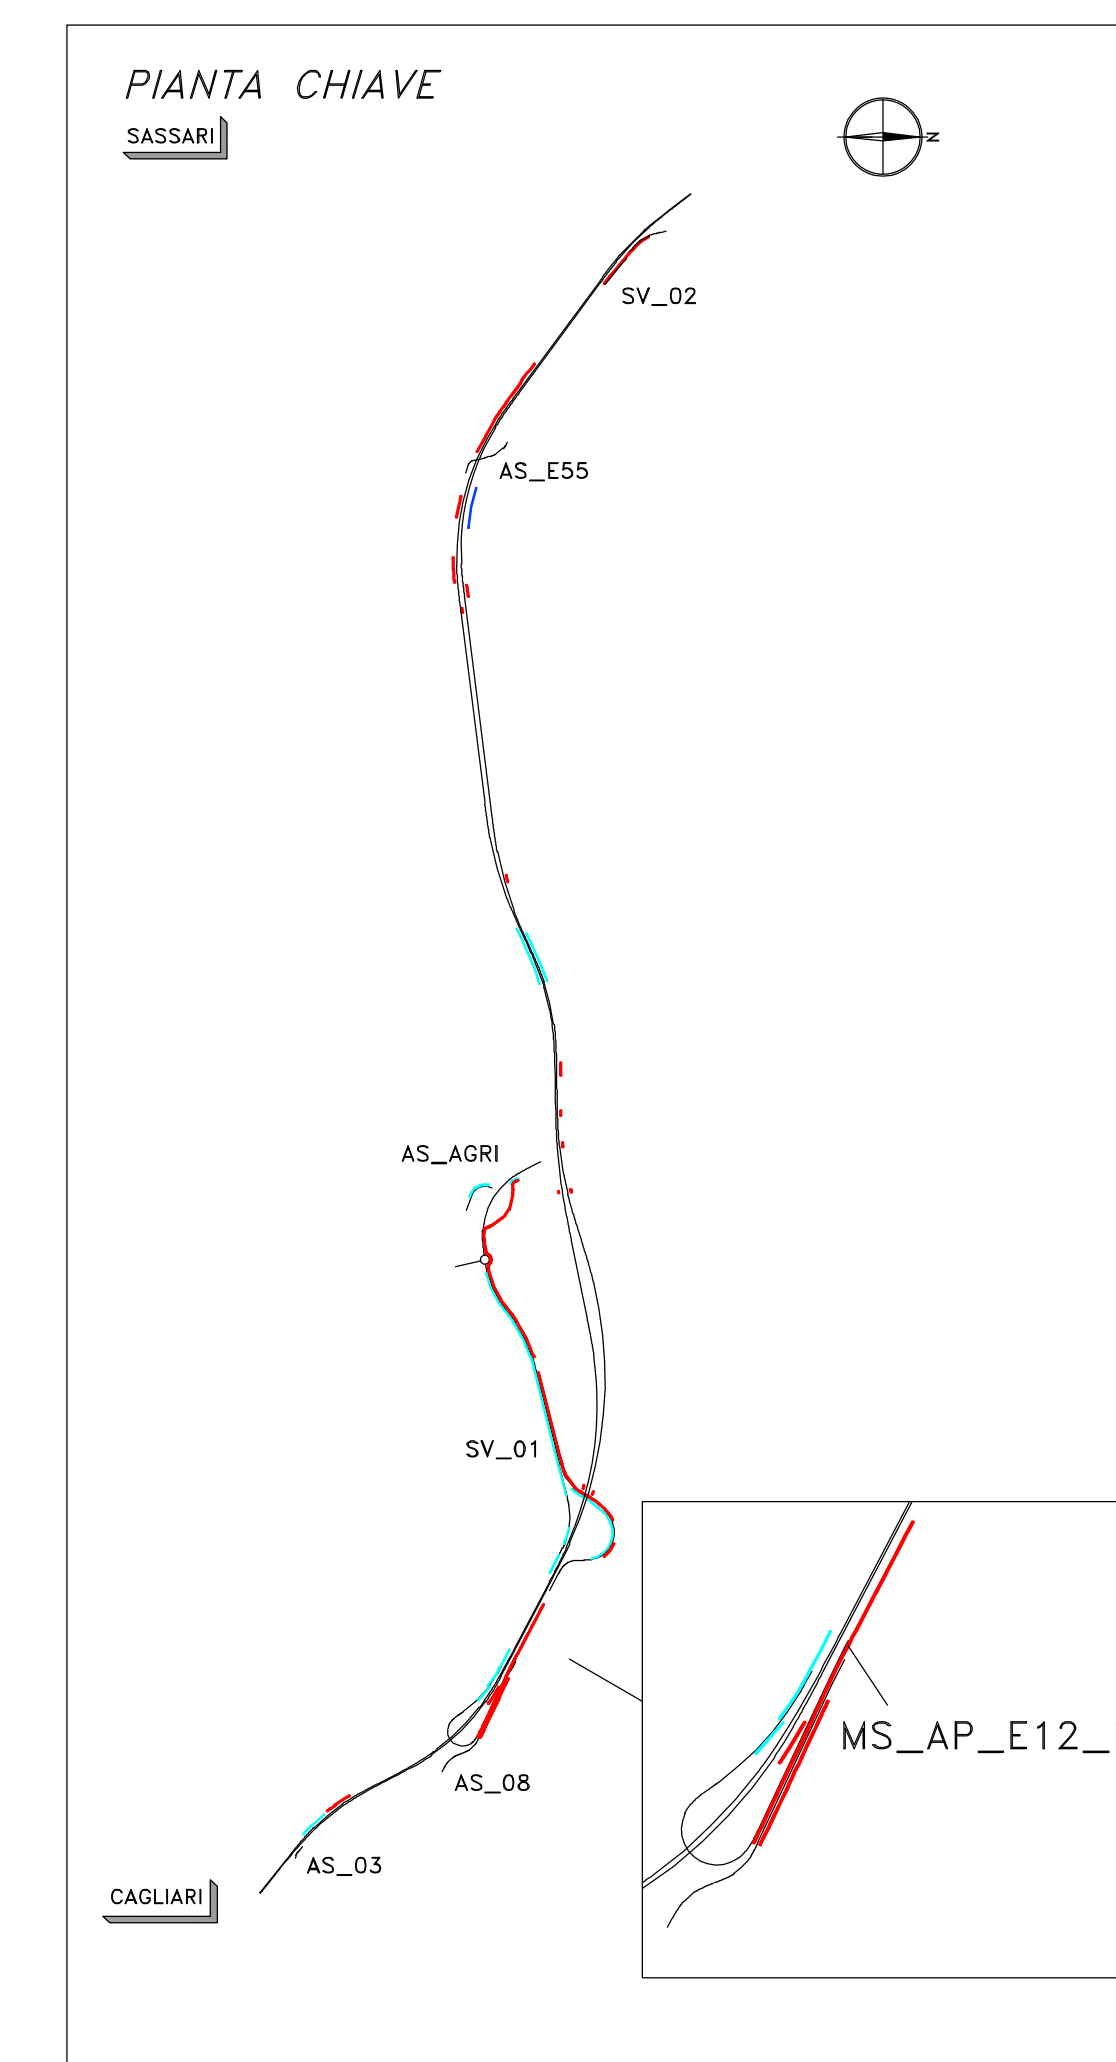 PIANTA CHIAVE
SASSARI
N
SV_02
AS_E55
AS_AGRI
SV_01
MS_AP_E12_
AS_08
AS_03
CAGLIARI